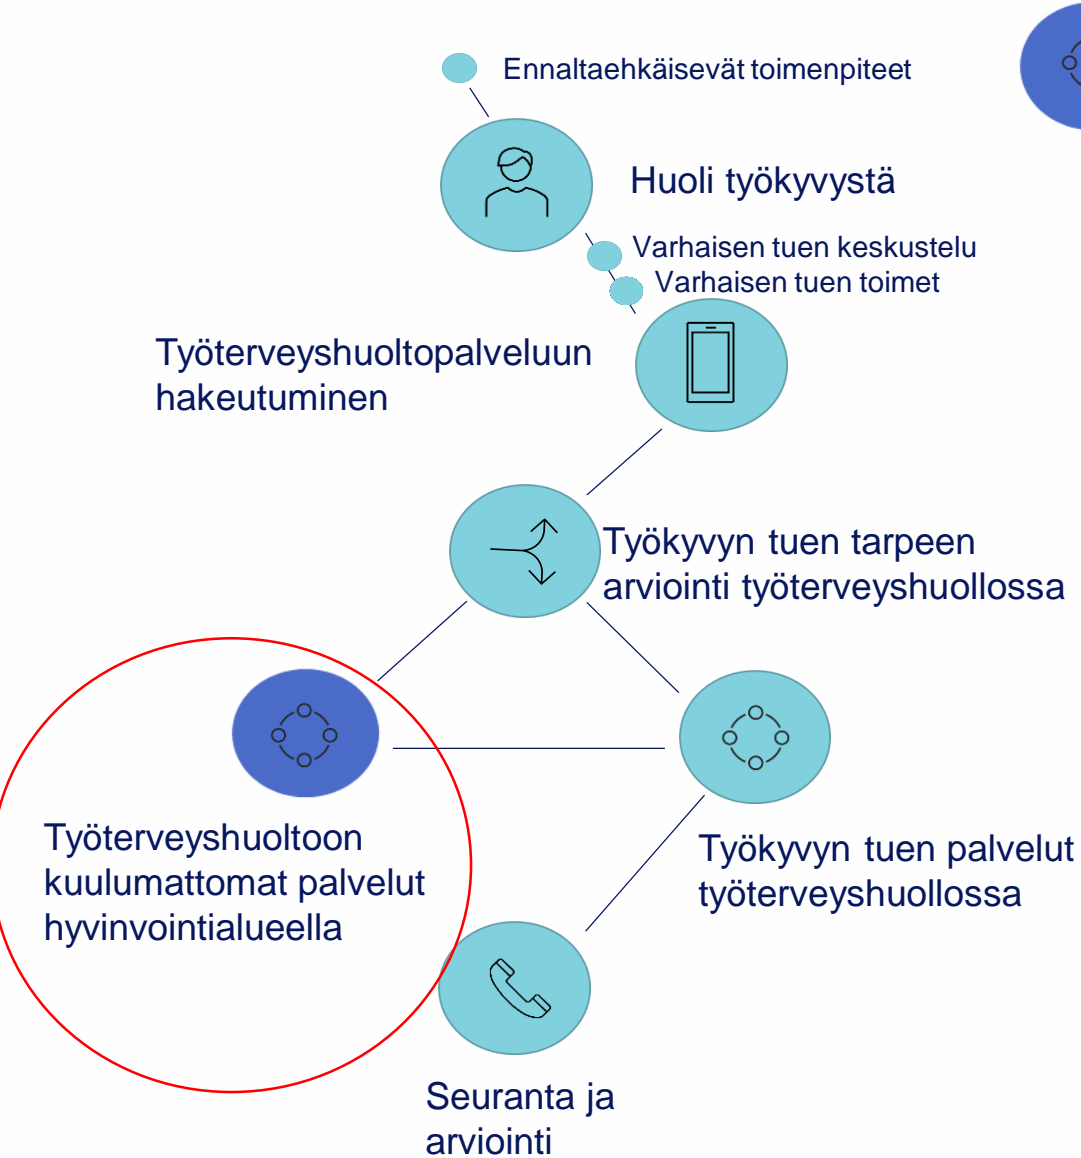 Ennaltaehkäisevät toimenpiteet
Huoli työkyvystä
Varhaisen tuen keskustelu
Varhaisen tuen toimet
Työterveyshuoltopalveluun
hakeutuminen
Työkyvyn tuen tarpeen
arviointi työterveyshuollossa
Työterveyshuoltoon
kuulumattomat palvelut
hyvinvointialueella
Työkyvyn tuen palvelut
työterveyshuollossa
Seuranta ja
arviointi